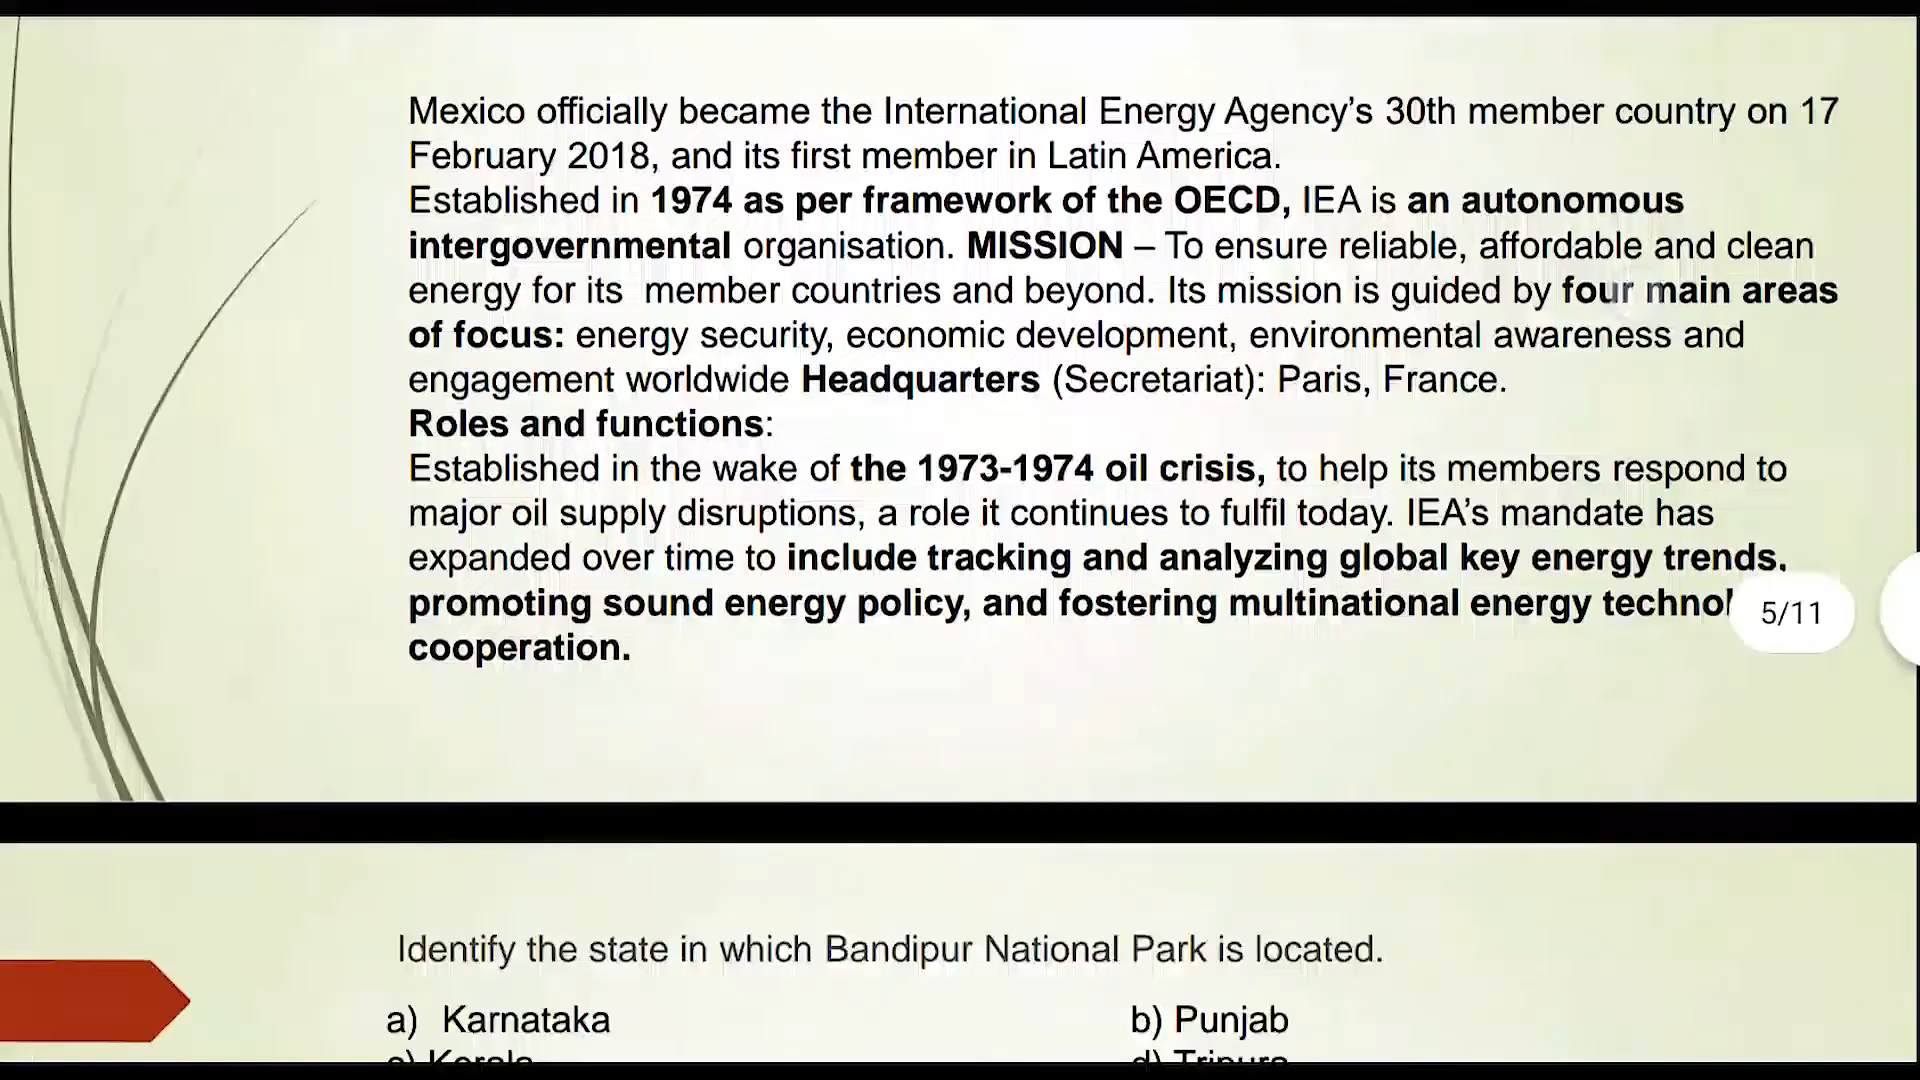 Mexico officially became the International Energy Agency’s 30th member country on 17
February 2018, and its first member in Latin America.
Established in 1974 as per framework of the OECD, IEA is an autonomous
intergovernmental organisation. MISSION – To ensure reliable, affordable and clean
energy for its  member countries and beyond. Its mission is guided by four main areas
of focus: energy security, economic development, environmental awareness and
engagement worldwide Headquarters (Secretariat): Paris, France.
Roles and functions:
Established in the wake of the 1973-1974 oil crisis, to help its members respond to
major oil supply disruptions, a role it continues to fulfil today. IEA’s mandate has
expanded over time to include tracking and analyzing global key energy trends,
promoting sound energy policy, and fostering multinational energy technol
5/11
cooperation.
Identify the state in which Bandipur National Park is located.
a) Karnataka
b) Punjab
c) Kerala
d) Tripura